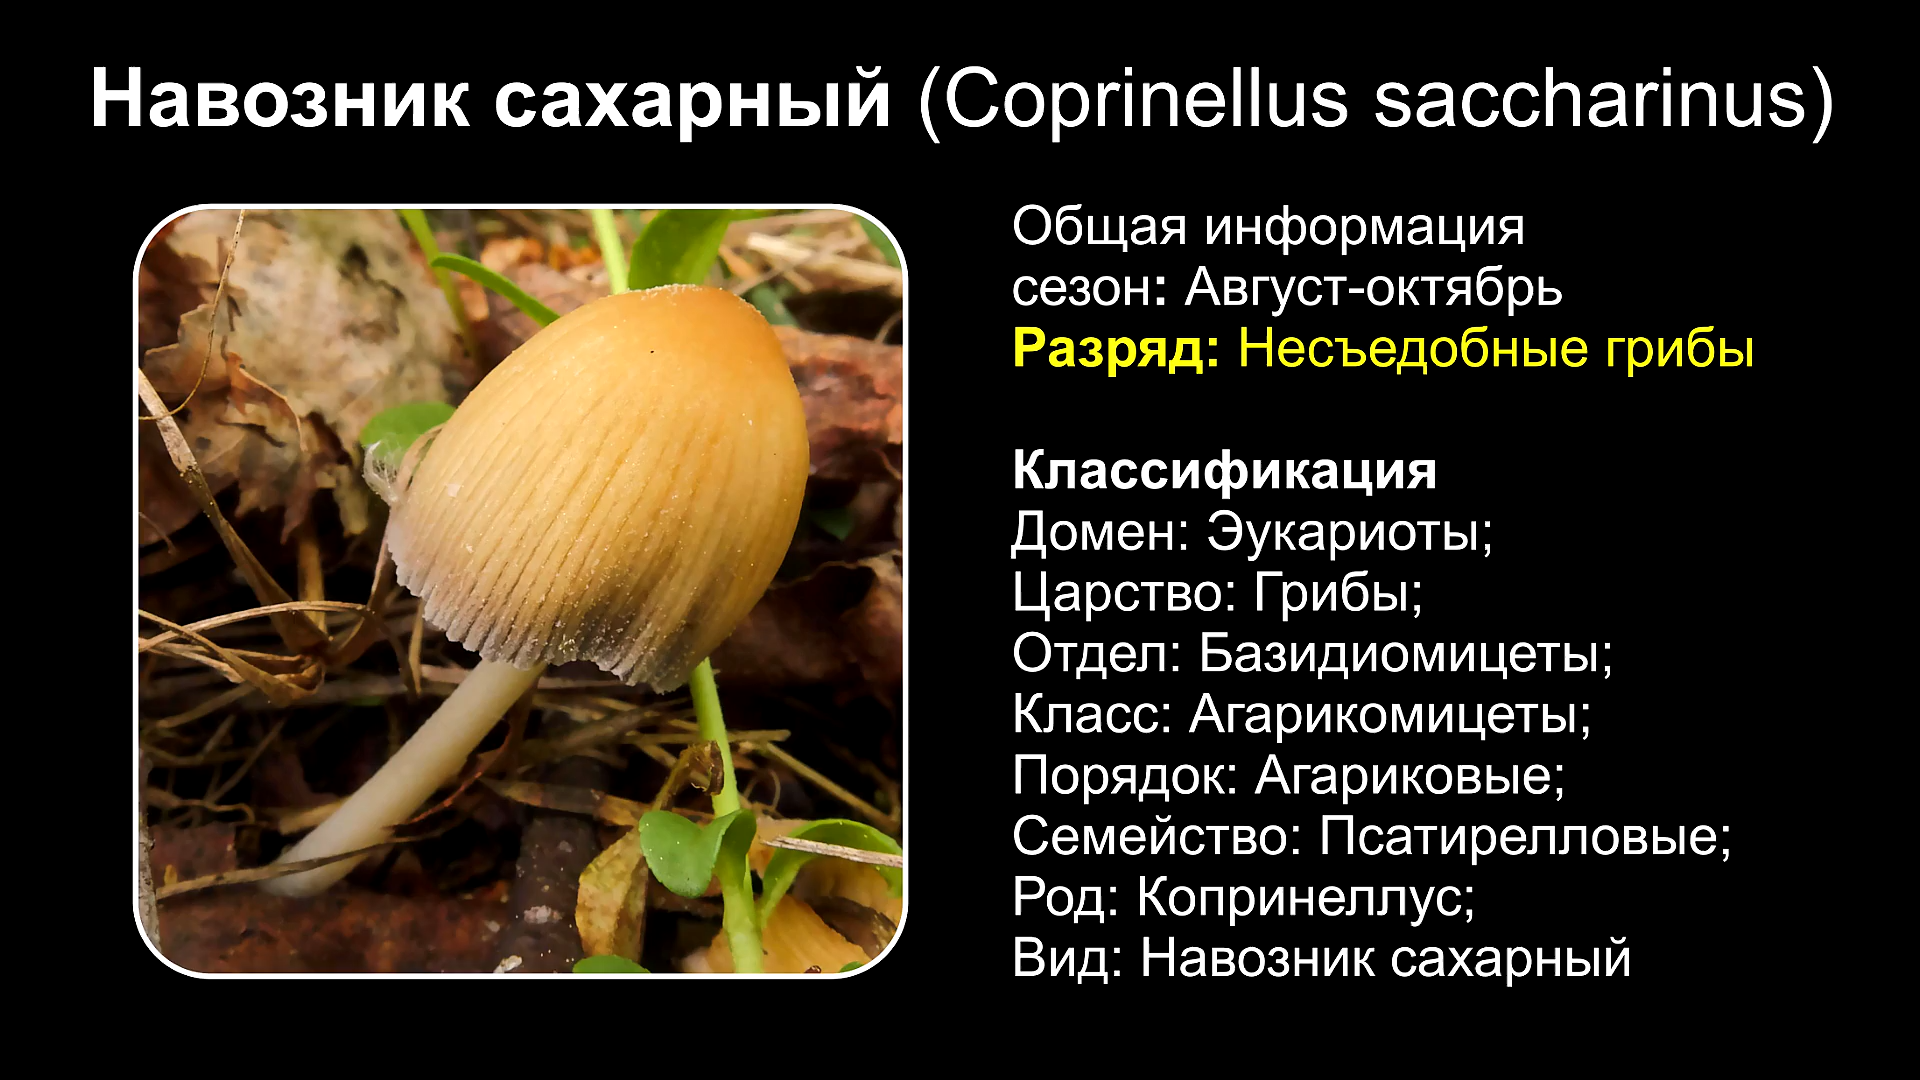 Навозник сахарный (Coprinellus saccharinus)
Общая информация
сезон: Август-октябрь
Разряд: Несъедобные грибы
Классификация
Домен: Эукариоты;
Царство: Грибы;
Отдел: Базидиомицеты;
Класс: Агарикомицеты;
Порядок: Агариковые;
Семейство: Псатирелловые;
Род: Копринеллус;
Вид: Навозник сахарный